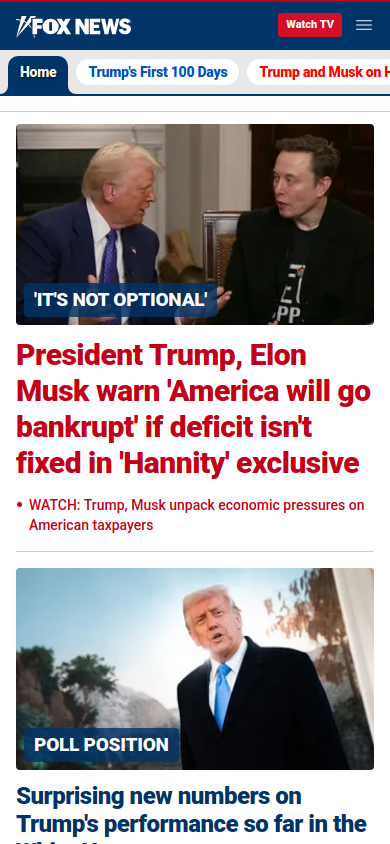 FOX NEWS
Watch TV
Home
Trump's First 100 Days
Trump and Musk on H
'IT'S NOT OPTIONAL'
President Trump, Elon
Musk warn 'America will go
bankrupt' if deficit isn't
fixed in 'Hannity' exclusive
• WATCH: Trump, Musk unpack economic pressures on
American taxpayers
POLL POSITION
Surprising new numbers on
Trump's performance so far in the